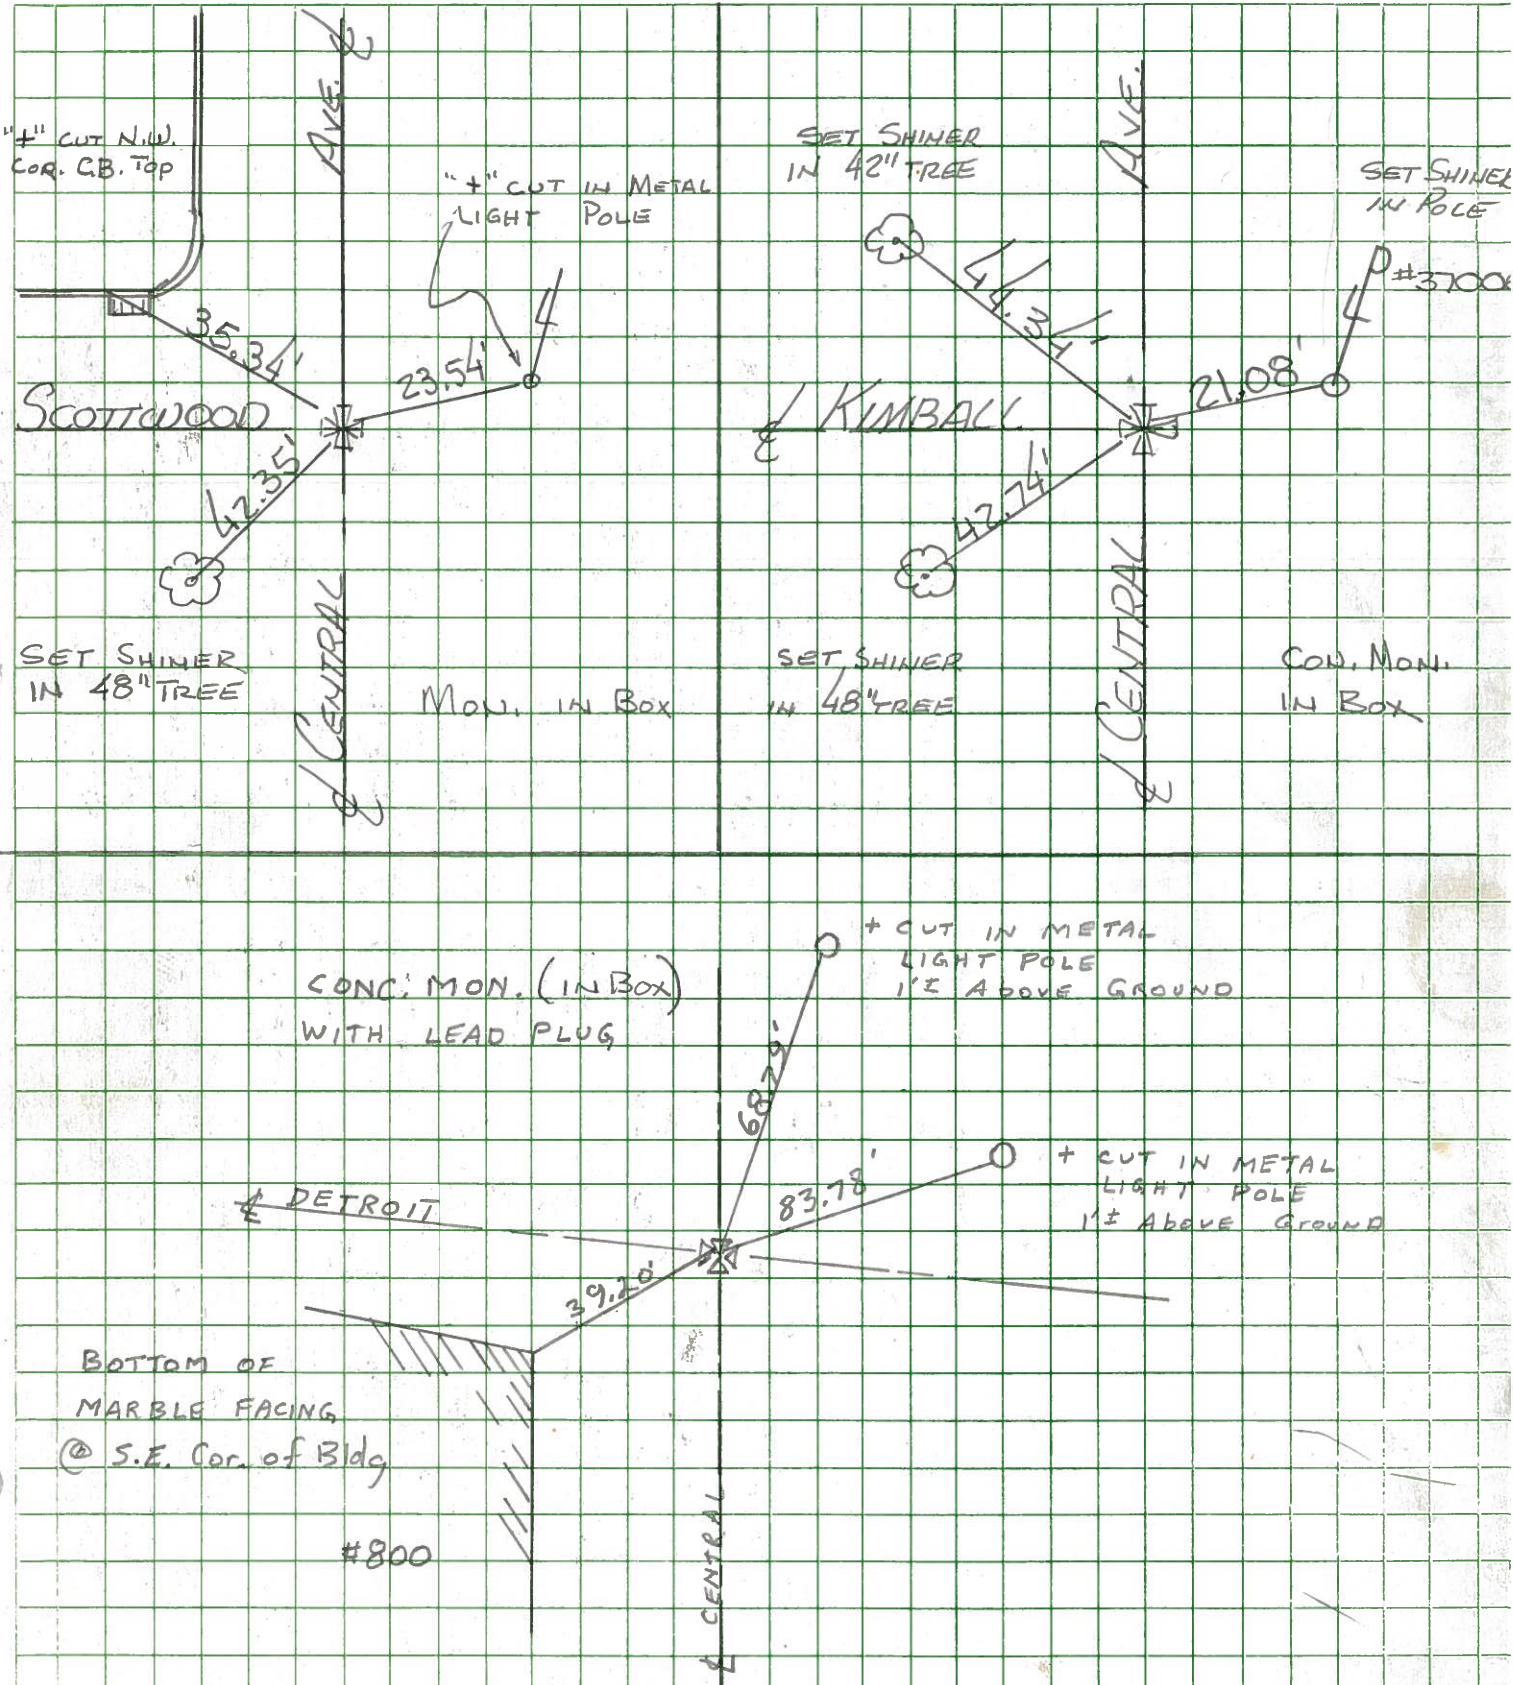 "+" CUT N.W.
COR. C.B. TOP
AVE. ℄
"+" CUT IN METAL
LIGHT POLE
35.34'
23.54'
SCOTTWOOD
42.35'
SET SHINER
IN 48" TREE
℄ CENTRAL
MON. IN BOX
SET SHINER
IN 42" TREE
AVE.
SET SHINER
IN POLE
44.34'
21.08'
℄ KIMBALL
42.74'
SET SHINER
IN 48" TREE
℄ CENTRAL
CON. MON.
IN BOX
CONC. MON. (IN BOX)
WITH LEAD PLUG
+ CUT IN METAL
LIGHT POLE
1'± ABOVE GROUND
68.29'
83.78'
+ CUT IN METAL
LIGHT POLE
1'± ABOVE GROUND
℄ DETROIT
39.20'
BOTTOM OF
MARBLE FACING
@ S.E. Cor. of Bldg
#800
℄ CENTRAL